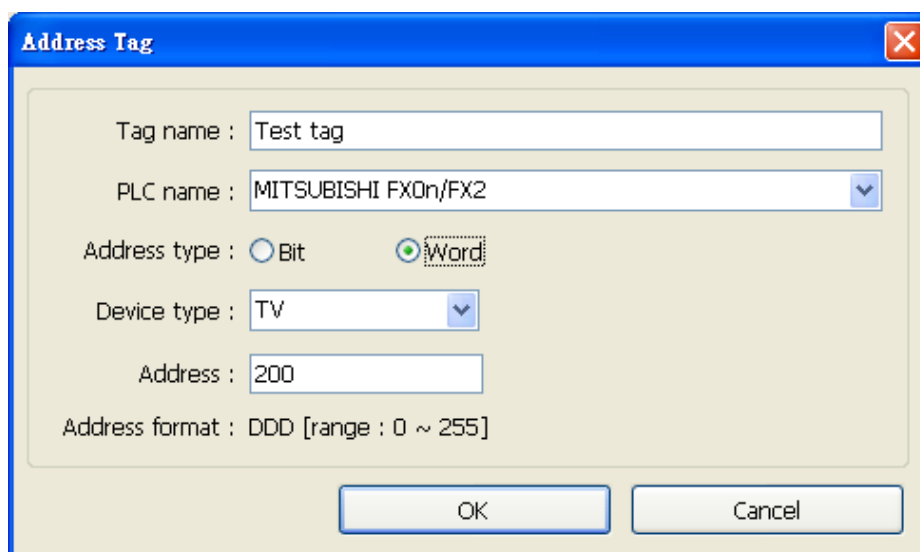 Address Tag
Tag name : Test tag
PLC name : MITSUBISHI FX0n/FX2
Address type : Bit Word
Device type : TV
Address : 200
Address format : DDD [range : 0 ~ 255]
OK Cancel